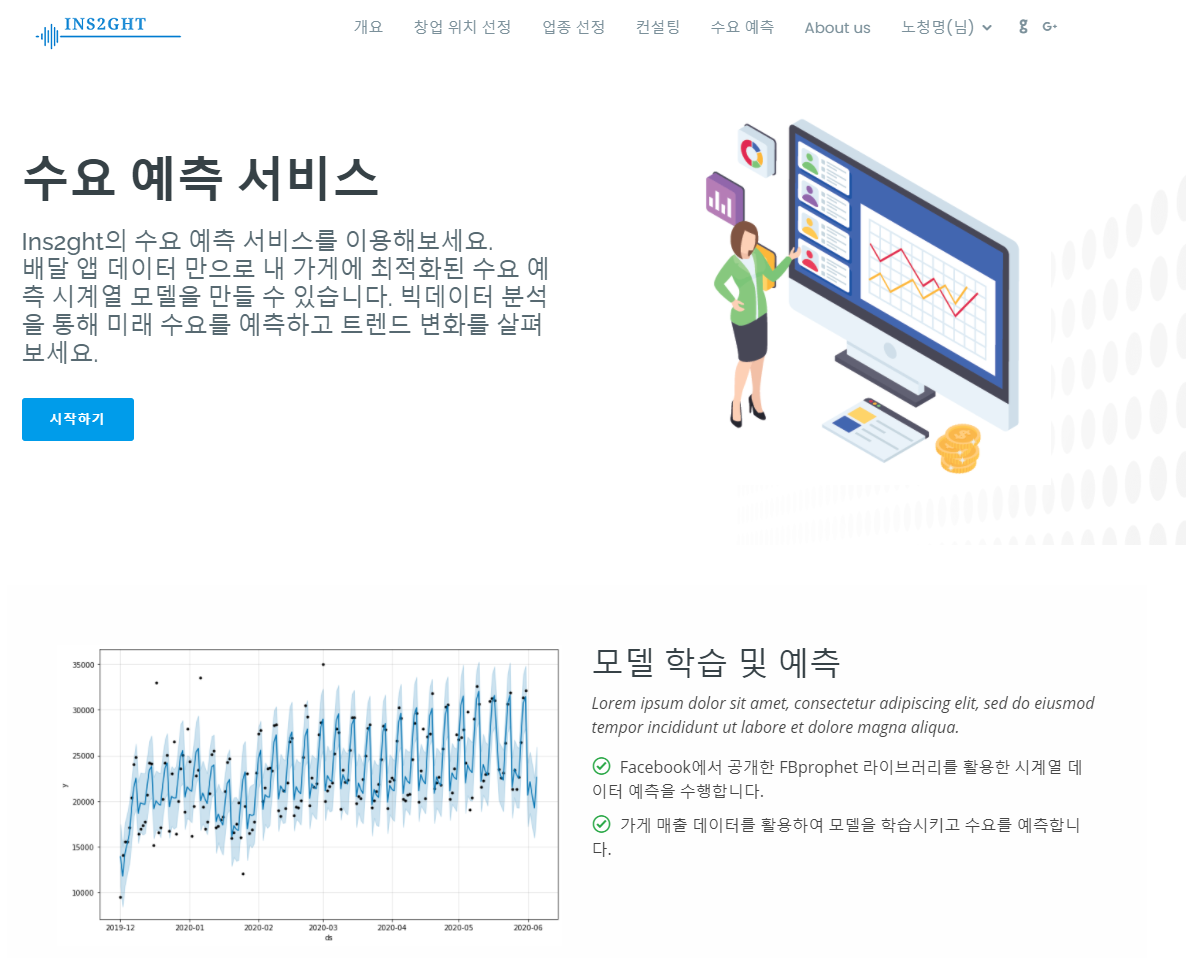 INS2GHT
개요 창업 위치 선정 업종 선정 컨설팅 수요 예측 About us 노청명(님)
수요 예측 서비스
Ins2ght의 수요 예측 서비스를 이용해보세요.
배달 앱 데이터 만으로 내 가게에 최적화된 수요 예
측 시계열 모델을 만들 수 있습니다. 빅데이터 분석
을 통해 미래 수요를 예측하고 트렌드 변화를 살펴
보세요.
시작하기
35000
30000
25000
20000
15000
10000
y
2019-12 2020-01 2020-02 2020-03 2020-04 2020-05 2020-06
ds
모델 학습 및 예측
Lorem ipsum dolor sit amet, consectetur adipiscing elit, sed do eiusmod
tempor incididunt ut labore et dolore magna aliqua.
Facebook에서 공개한 FBprophet 라이브러리를 활용한 시계열 데
이터 예측을 수행합니다.
가게 매출 데이터를 활용하여 모델을 학습시키고 수요를 예측합니
다.